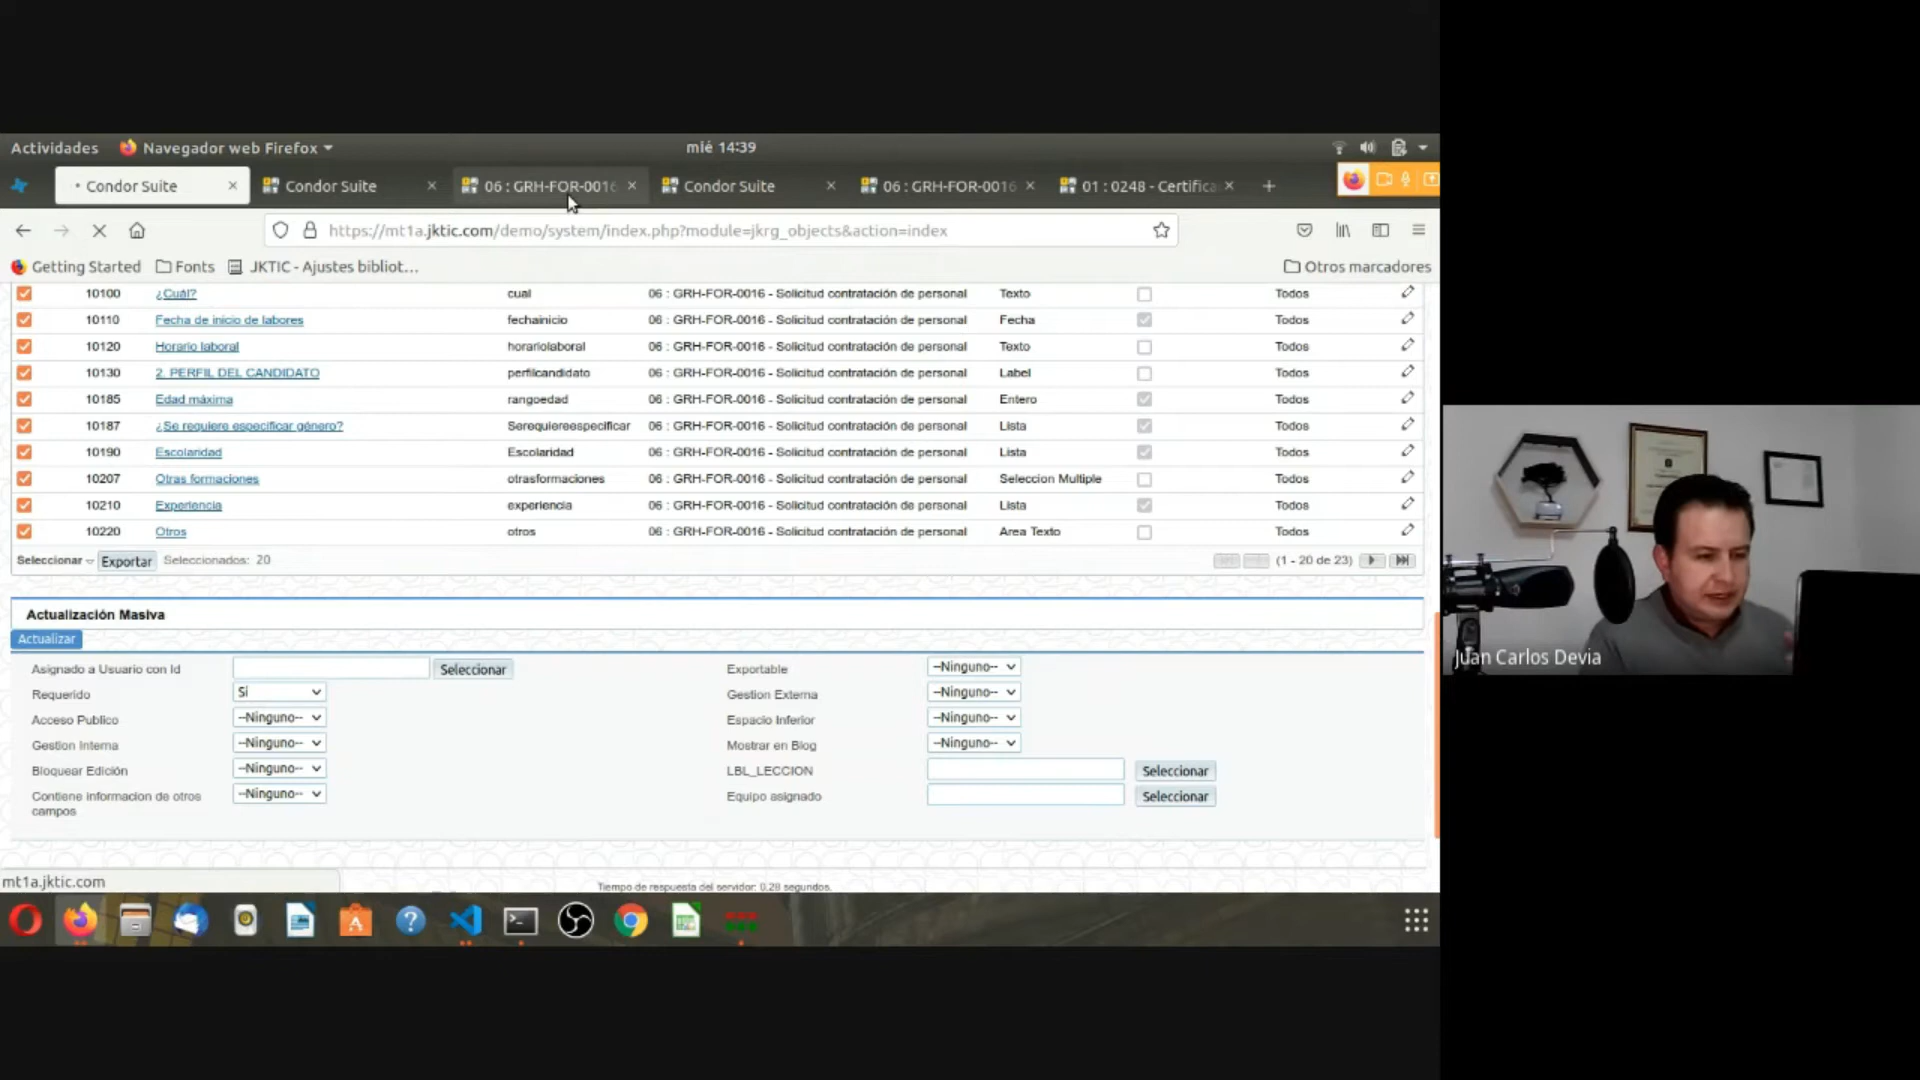 Actividades Navegador web Firefox mié 14:39
Condor Suite Condor Suite 06 : GRH-FOR-0016 Condor Suite 06 : GRH-FOR-0016 01 : 0248 - Certifica
https://mt1a.jktic.com/demo/system/index.php?module=jkrg_objects&action=index
Getting Started Fonts JKTIC - Ajustes bibliot... Otros marcadores
10100 ¿Cuál? cual 06 : GRH-FOR-0016 - Solicitud contratación de personal Texto Todos
10110 Fecha de inicio de labores fechainicio 06 : GRH-FOR-0016 - Solicitud contratación de personal Fecha Todos
10120 Horario laboral horariolaboral 06 : GRH-FOR-0016 - Solicitud contratación de personal Texto Todos
10130 2. PERFIL DEL CANDIDATO perfilcandidato 06 : GRH-FOR-0016 - Solicitud contratación de personal Label Todos
10185 Edad máxima rangoedad 06 : GRH-FOR-0016 - Solicitud contratación de personal Entero Todos
10187 ¿Se requiere especificar género? Serequiereespecificar 06 : GRH-FOR-0016 - Solicitud contratación de personal Lista Todos
10190 Escolaridad Escolaridad 06 : GRH-FOR-0016 - Solicitud contratación de personal Lista Todos
10207 Otras formaciones otrasformaciones 06 : GRH-FOR-0016 - Solicitud contratación de personal Seleccion Multiple Todos
10210 Experiencia experiencia 06 : GRH-FOR-0016 - Solicitud contratación de personal Lista Todos
10220 Otros otros 06 : GRH-FOR-0016 - Solicitud contratación de personal Area Texto Todos
Seleccionar Exportar Seleccionados: 20 (1 - 20 de 23)
Actualización Masiva
Actualizar
Asignado a Usuario con Id Seleccionar Exportable --Ninguno--
Requerido Si Gestion Externa --Ninguno--
Acceso Publico --Ninguno-- Espacio Inferior --Ninguno--
Gestion Interna --Ninguno-- Mostrar en Blog --Ninguno--
Bloquear Edición --Ninguno-- LBL_LECCION Seleccionar
Contiene informacion de otros campos --Ninguno-- Equipo asignado Seleccionar
mt1a.jktic.com
Tiempo de respuesta del servidor: 0.28 segundos.
Juan Carlos Devia